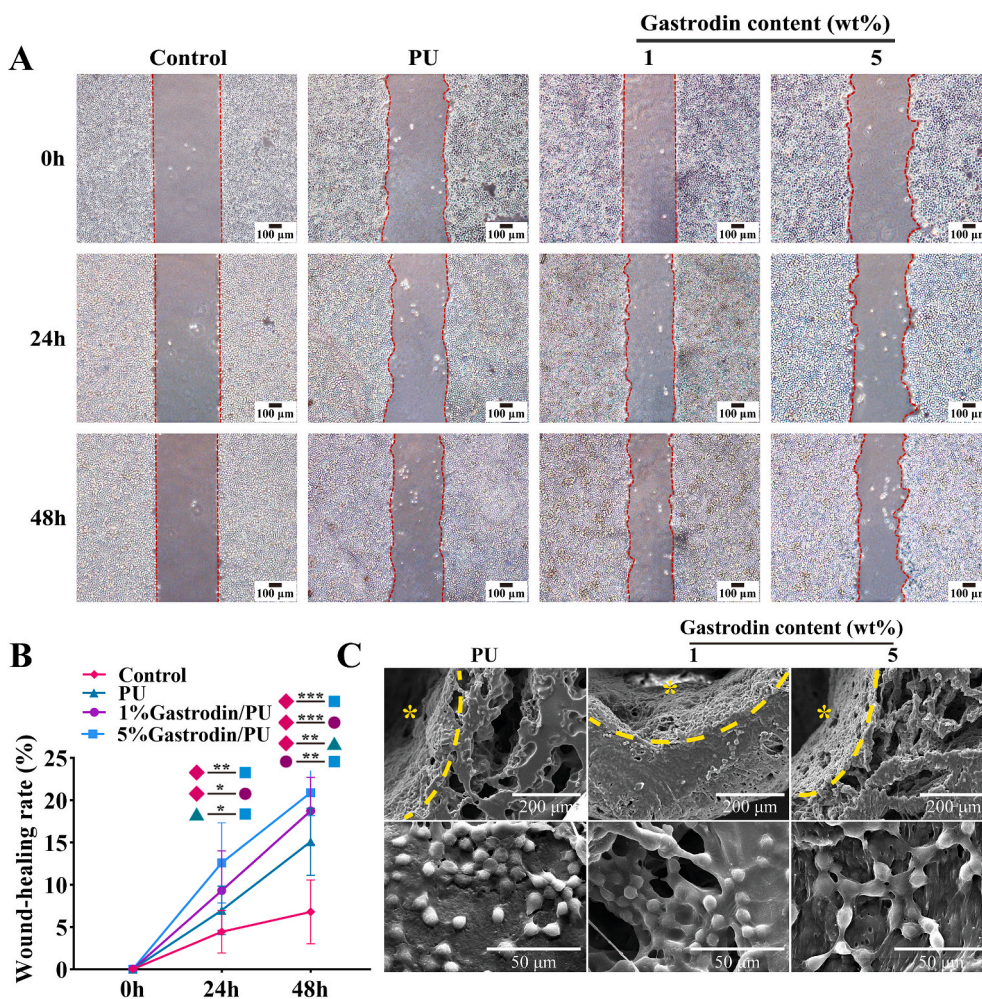 Gastrodin content (wt%)
A
Control
PU
1
5
0h
100 µm
100 µm
100 µm
100 µm
24h
100 µm
100 µm
100 µm
100 µm
48h
100 µm
100 µm
100 µm
100 µm
B
Control
PU
1%Gastrodin/PU
5%Gastrodin/PU
***
***
**
**
**
*
*
Wound-healing rate (%)
25
20
15
10
5
0
0h
24h
48h
C
Gastrodin content (wt%)
PU
1
5
*
*
*
200 µm
200 µm
200 µm
50 µm
50 µm
50 µm